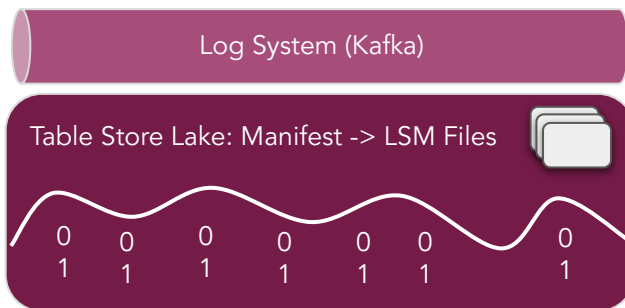 Log System (Kafka)
Table Store Lake: Manifest -> LSM Files
0 0 0 0 0 0 0
1 1 1 1 1 1 1